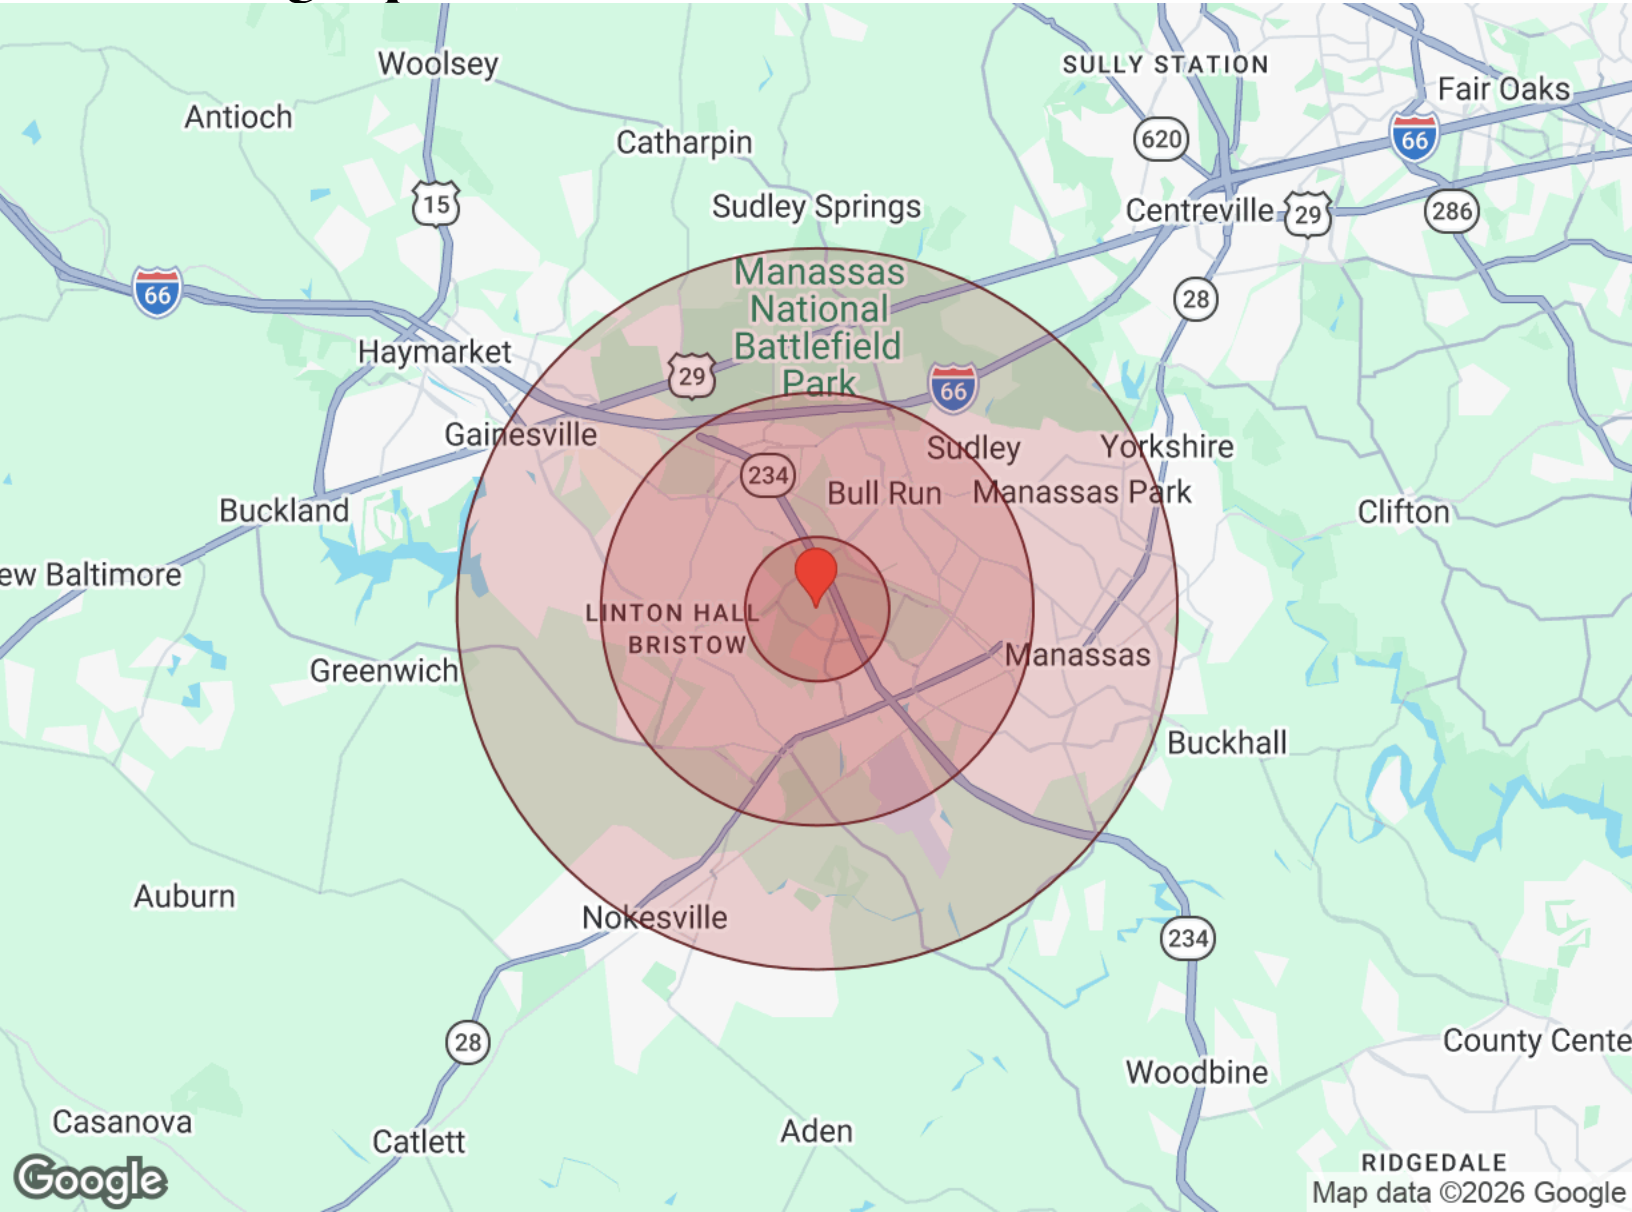 Woolsey
SULLY STATION
Fair Oaks
Antioch
620
66
Catharpin
15
Sudley Springs
Centreville
29
286
66
Manassas
National
Battlefield
Park
28
Haymarket
29
66
Gainesville
Sudley
Yorkshire
234
Bull Run
Manassas Park
Buckland
Clifton
ew Baltimore
LINTON HALL
BRISTOW
Manassas
Greenwich
Buckhall
Auburn
Nokesville
234
28
County Cente
Woodbine
Casanova
Catlett
Aden
RIDGEDALE
Google
Map data ©2026 Google